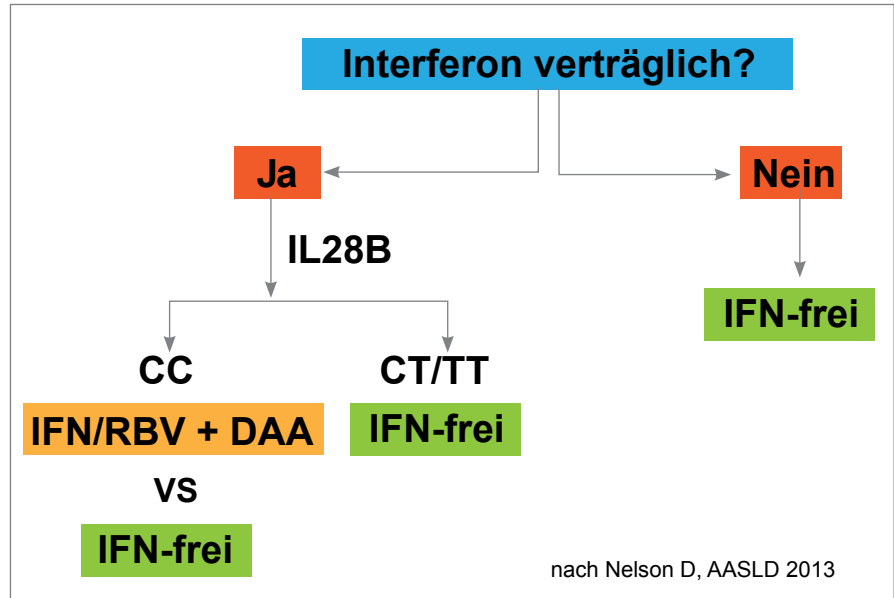 Interferon verträglich?
Ja
Nein
IL28B
IFN-frei
CC
CT/TT
IFN/RBV + DAA
IFN-frei
VS
IFN-frei
nach Nelson D, AASLD 2013